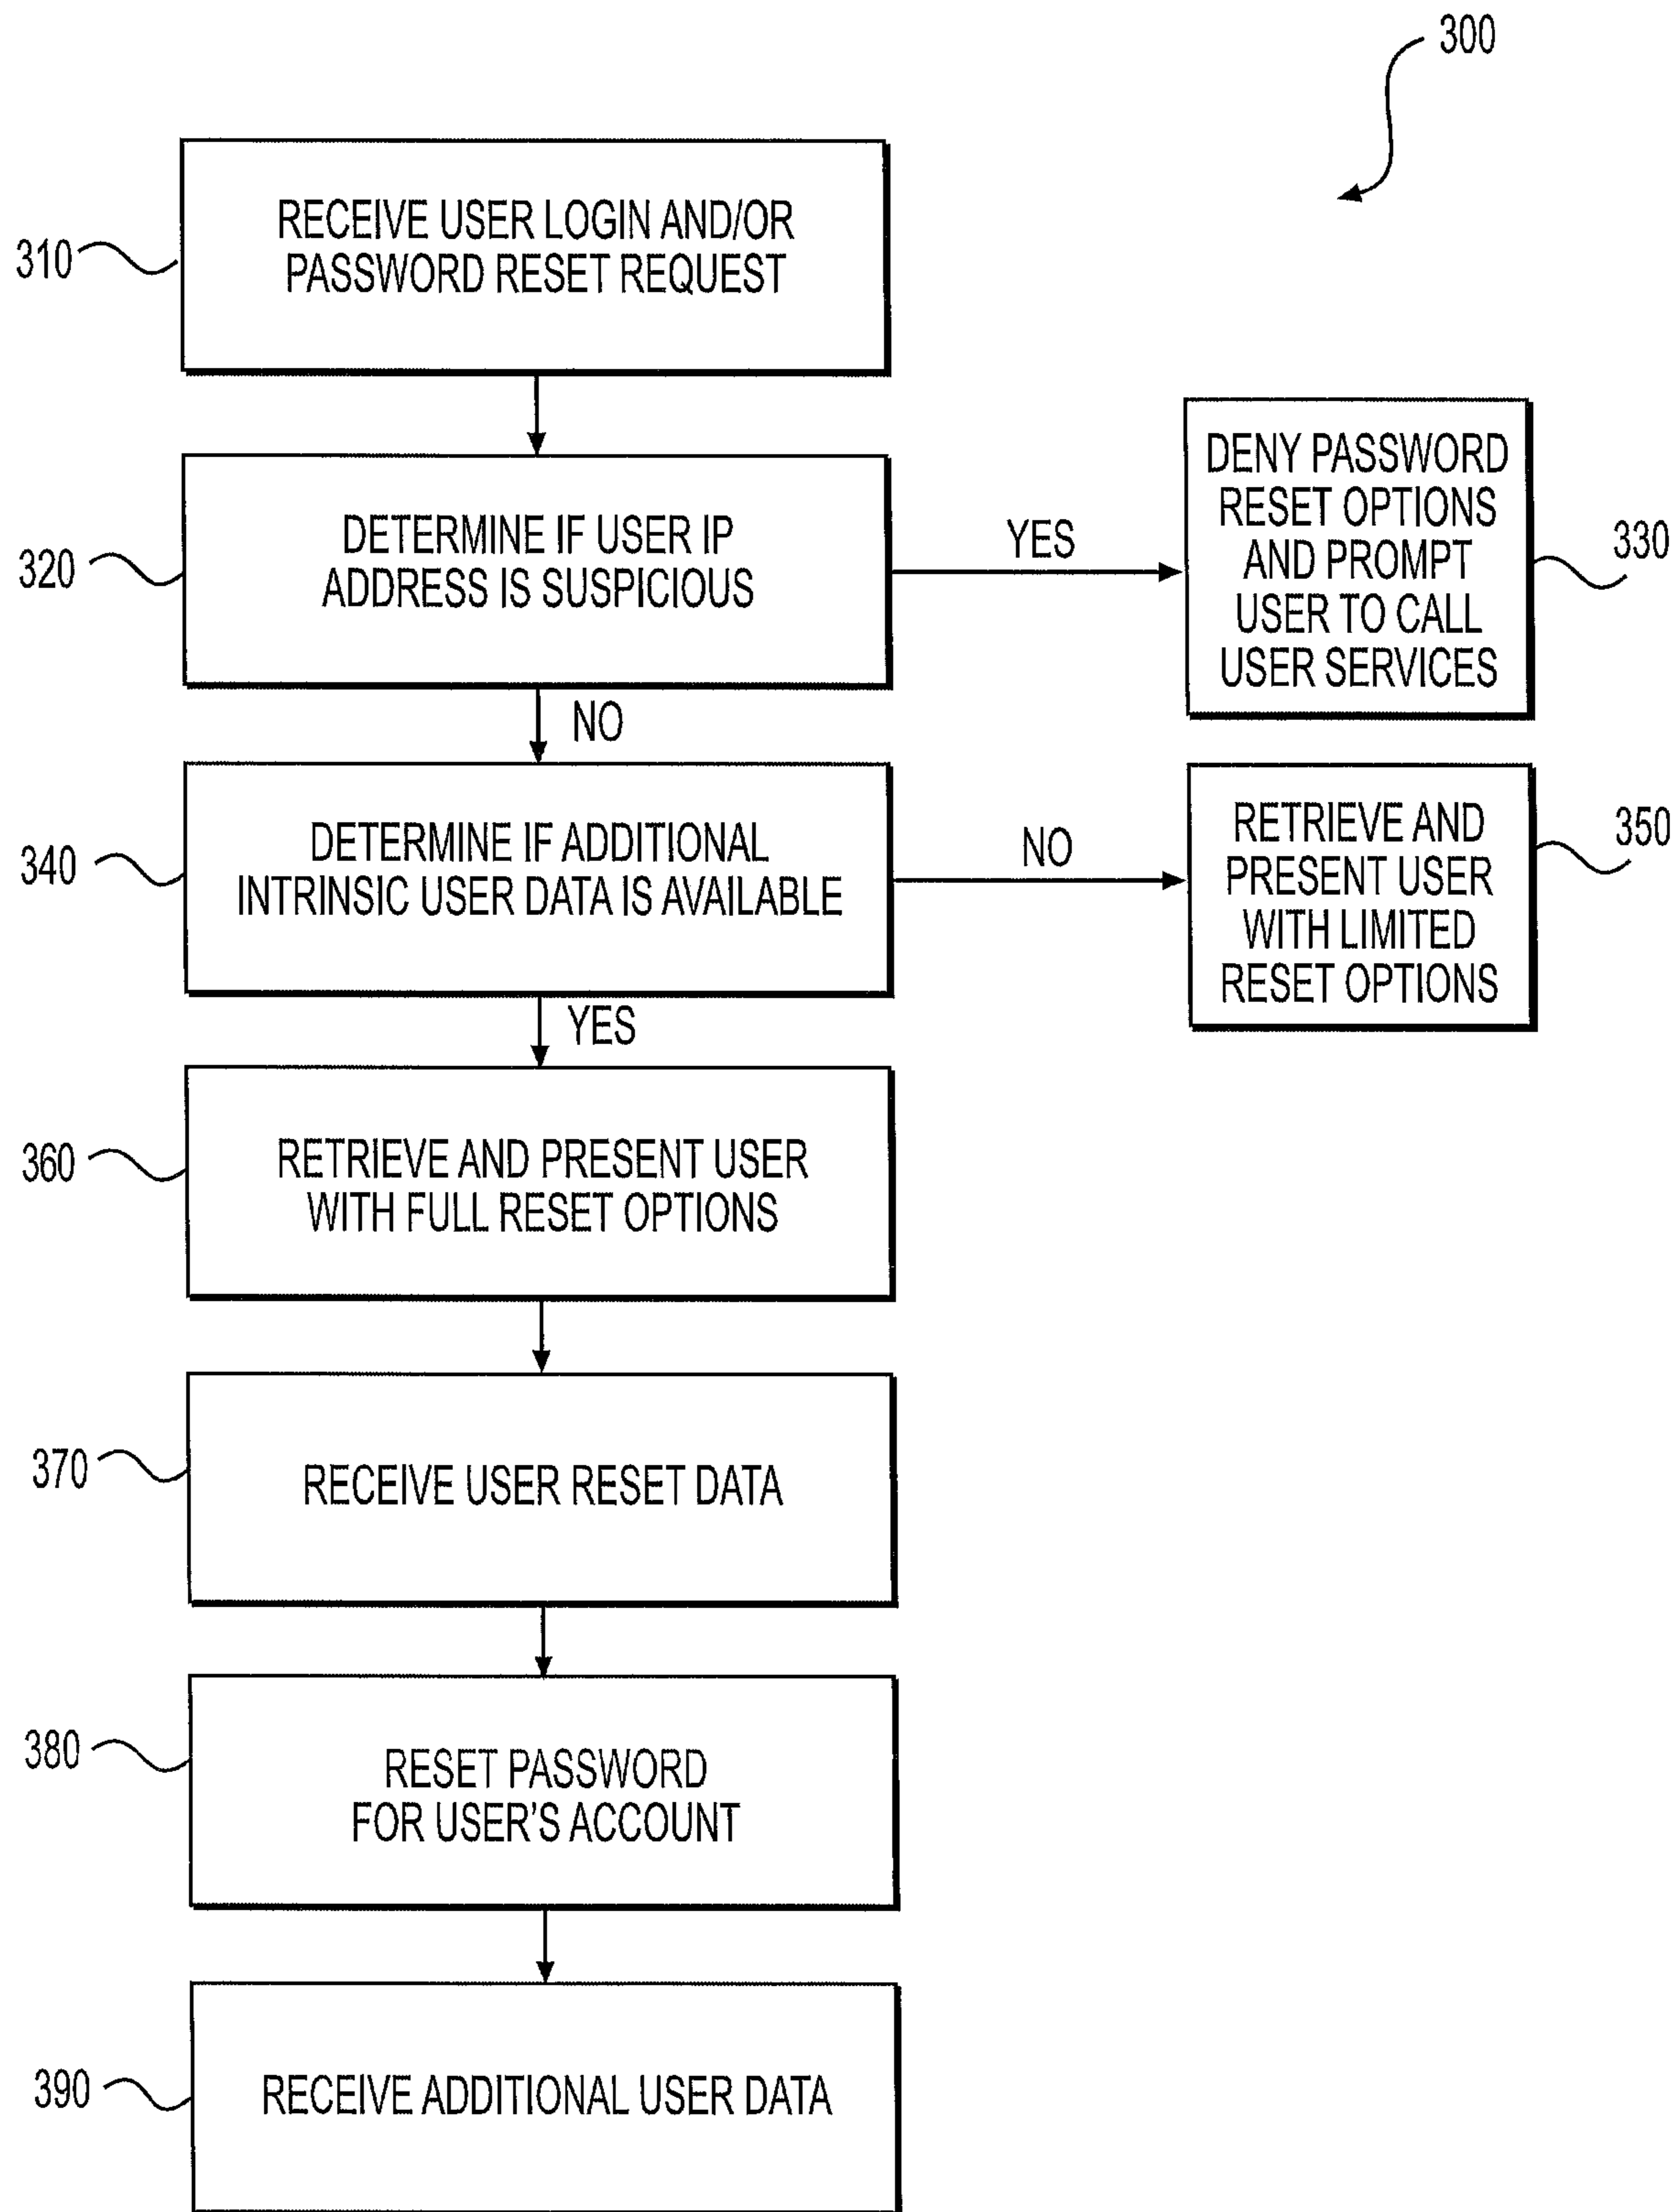 300
310
RECEIVE USER LOGIN AND/OR
PASSWORD RESET REQUEST
320
DETERMINE IF USER IP
ADDRESS IS SUSPICIOUS
YES
DENY PASSWORD
RESET OPTIONS
AND PROMPT
USER TO CALL
USER SERVICES
330
NO
340
DETERMINE IF ADDITIONAL
INTRINSIC USER DATA IS AVAILABLE
NO
RETRIEVE AND
PRESENT USER
WITH LIMITED
RESET OPTIONS
350
YES
360
RETRIEVE AND PRESENT USER
WITH FULL RESET OPTIONS
370
RECEIVE USER RESET DATA
380
RESET PASSWORD
FOR USER'S ACCOUNT
390
RECEIVE ADDITIONAL USER DATA